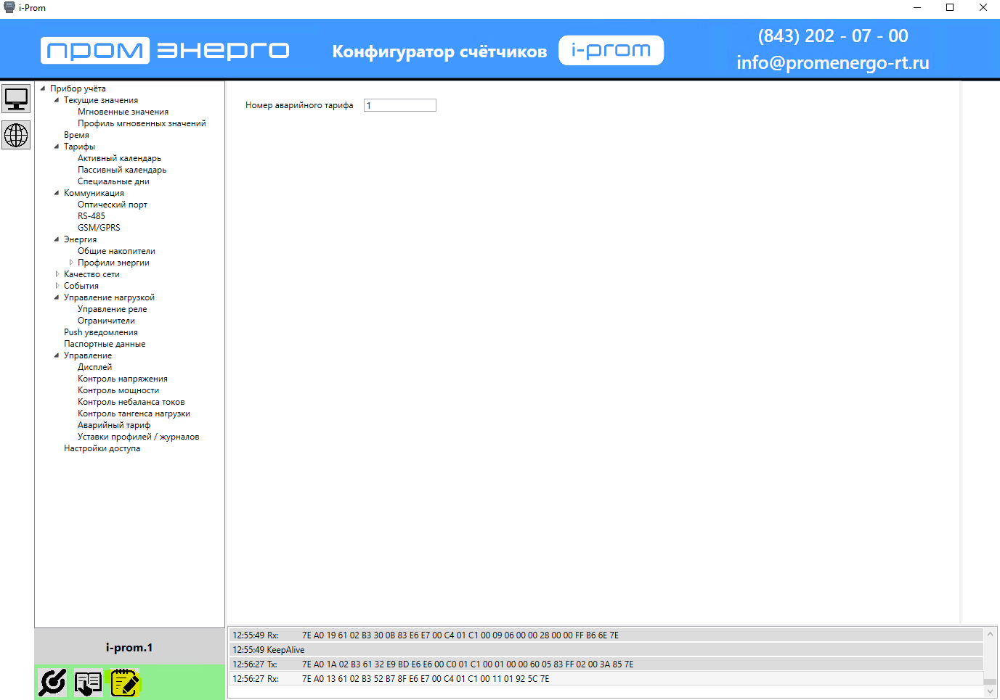 i-Prom
пром энерго
Конфигуратор счётчиков
i-prom
(843) 202 - 07 - 00
info@promenergo-rt.ru
Прибор учёта
Текущие значения
Мгновенные значения
Профиль мгновенных значений
Время
Тарифы
Активный календарь
Пассивный календарь
Специальные дни
Коммуникация
Оптический порт
RS-485
GSM/GPRS
Энергия
Общие накопители
Профили энергии
Качество сети
События
Управление нагрузкой
Управление реле
Ограничители
Push уведомления
Паспортные данные
Управление
Дисплей
Контроль напряжения
Контроль мощности
Контроль небаланса токов
Контроль тангенса нагрузки
Аварийный тариф
Уставки профилей / журналов
Настройки доступа
i-prom.1
Номер аварийного тарифа 1
12:55:49 Rx: 7E A0 19 61 02 B3 30 0B 83 E6 E7 00 C4 01 C1 00 09 06 00 00 28 00 00 FF B6 6E 7E
12:55:49 KeepAlive
12:56:27 Tx: 7E A0 1A 02 B3 61 32 E9 BD E6 E6 00 C0 01 C1 00 01 00 00 60 05 83 FF 02 00 3A 85 7E
12:56:27 Rx: 7E A0 13 61 02 B3 52 B7 8F E6 E7 00 C4 01 C1 00 11 01 92 5C 7E